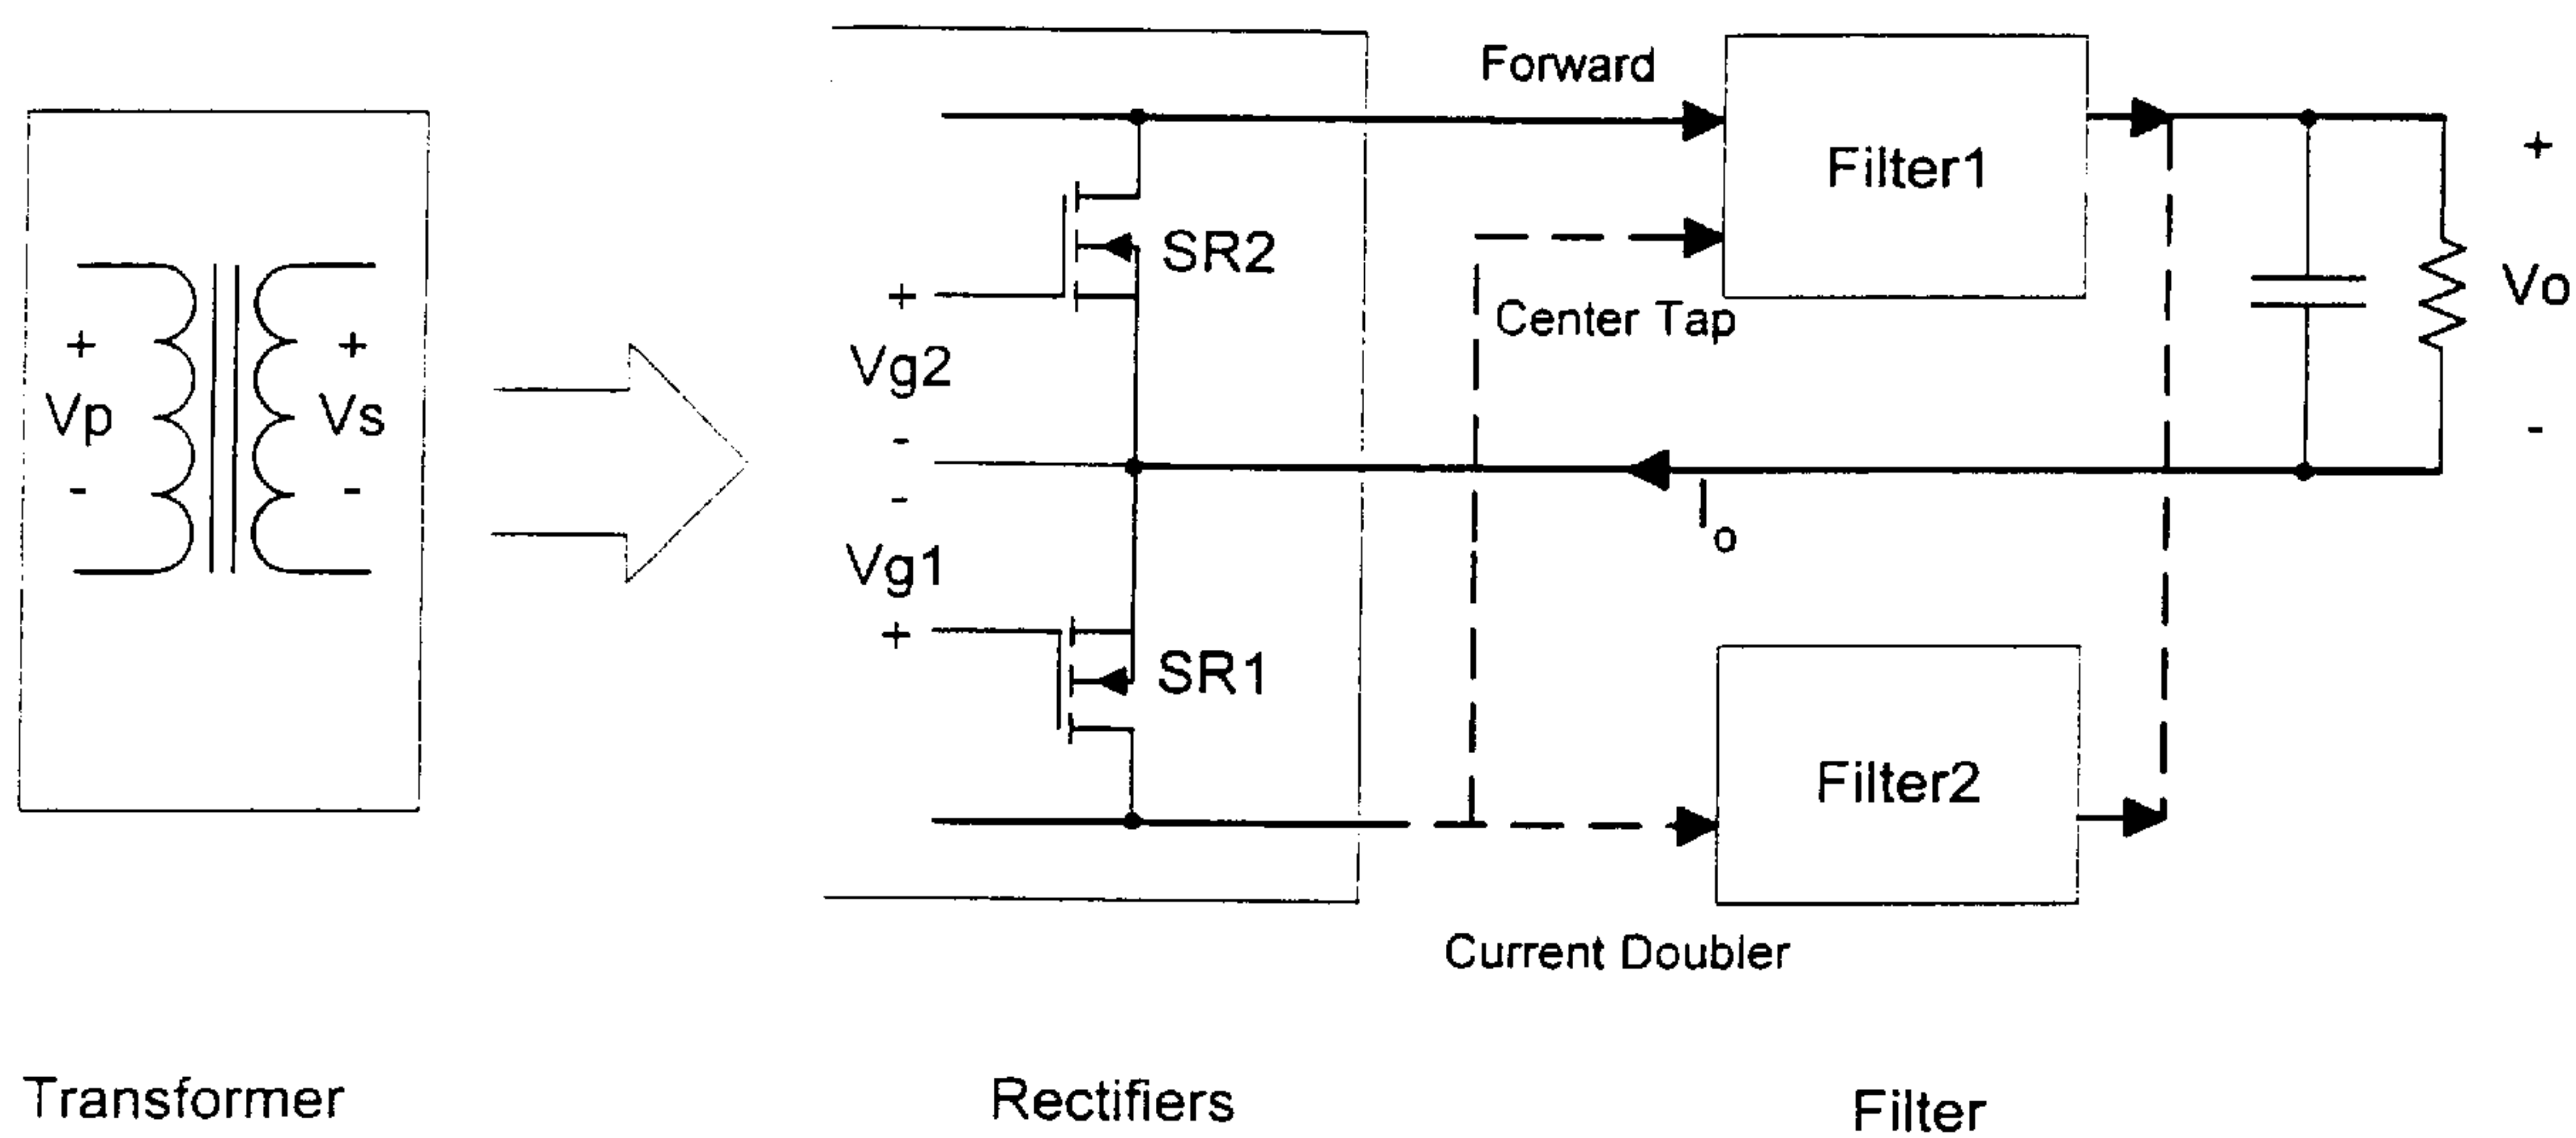 Forward
Filter1
+
SR2
+
Center Tap
Vo
+
+
Vg2
Vp
Vs
-
-
-
-
-
Io
Vg1
+
SR1
Filter2
Current Doubler
Transformer
Rectifiers
Filter